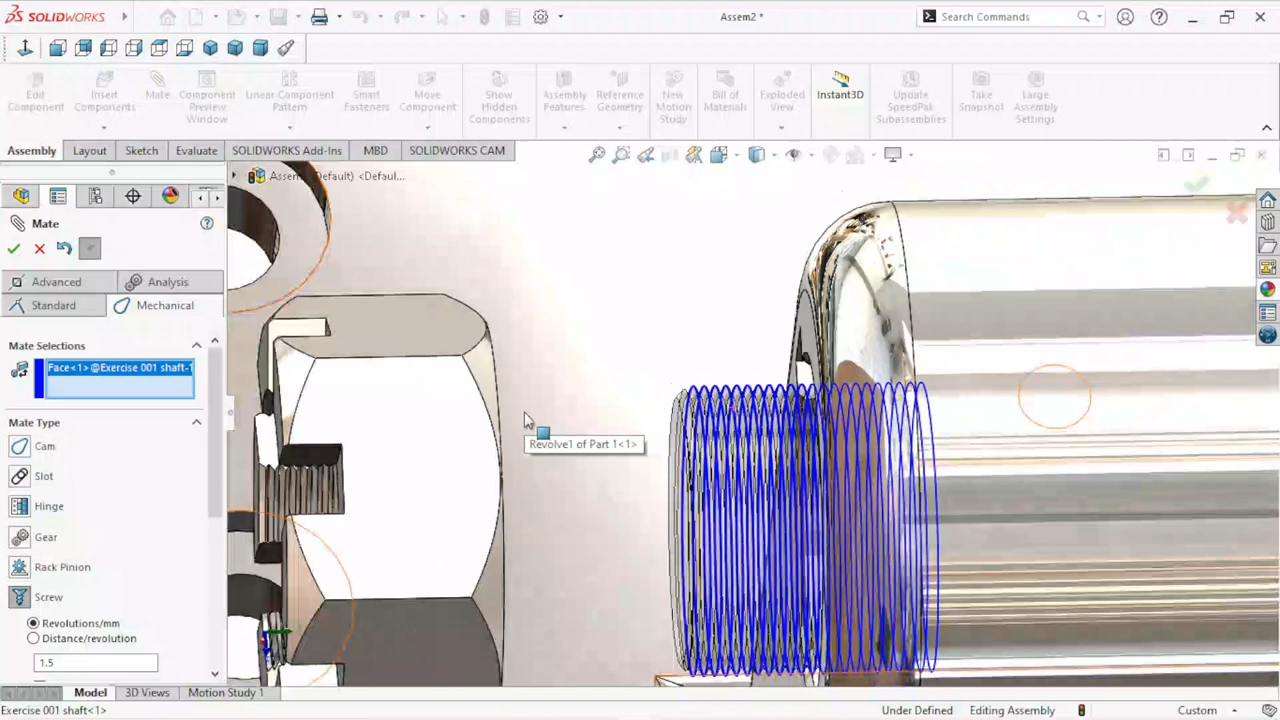 SOLIDWORKS
Assem2 *
Search Commands
Edit Component
Insert Components
Mate
Component Preview Window
Linear Component Pattern
Smart Fasteners
Move Component
Show Hidden Components
Assembly Features
Reference Geometry
New Motion Study
Bill of Materials
Exploded View
Instant3D
Update SpeedPak Subassemblies
Take Snapshot
Large Assembly Settings
Assembly
Layout
Sketch
Evaluate
SOLIDWORKS Add-Ins
MBD
SOLIDWORKS CAM
Mate
Advanced
Analysis
Standard
Mechanical
Mate Selections
Face<1>@Exercise 001 shaft-1
Mate Type
Cam
Slot
Hinge
Gear
Rack Pinion
Screw
Revolutions/mm
Distance/revolution
1.5
Revolve1 of Part 1<1>
Model
3D Views
Motion Study 1
Exercise 001 shaft<1>
Under Defined
Editing Assembly
Custom